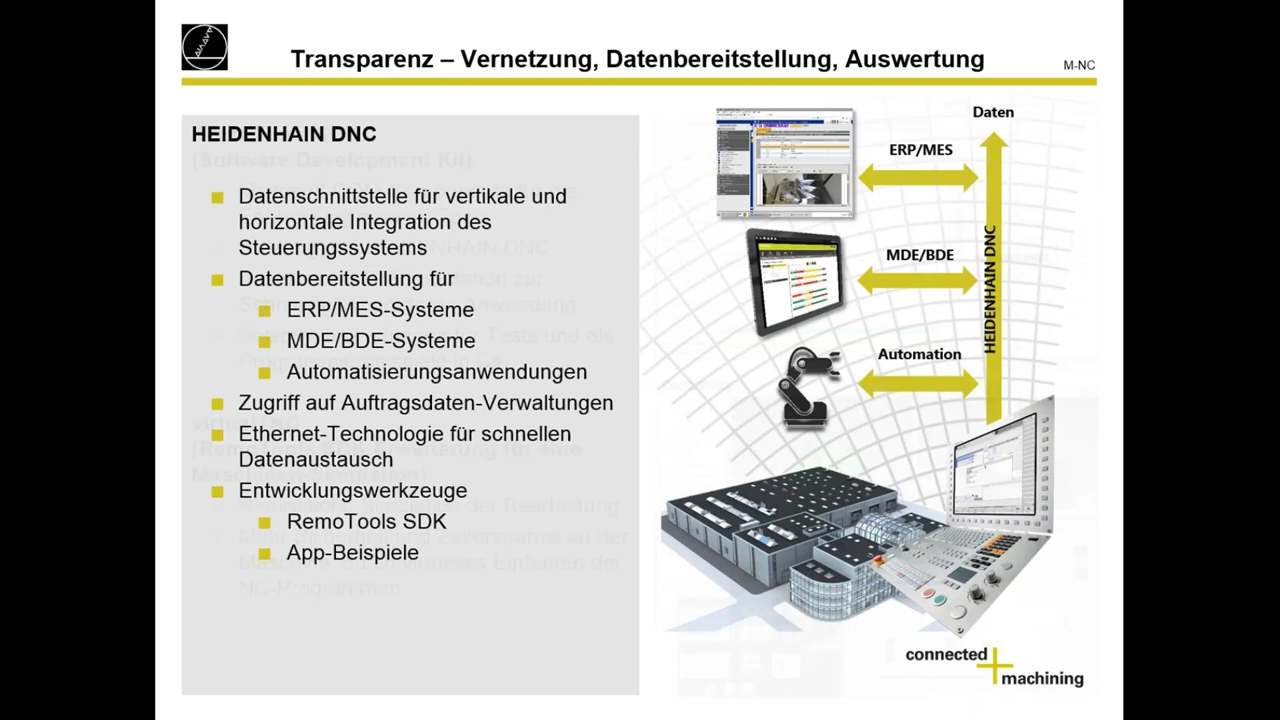 Transparenz – Vernetzung, Datenbereitstellung, Auswertung
M-NC
HEIDENHAIN DNC
Datenschnittstelle für vertikale und
horizontale Integration des
Steuerungssystems
Datenbereitstellung für
ERP/MES-Systeme
MDE/BDE-Systeme
Automatisierungsanwendungen
Zugriff auf Auftragsdaten-Verwaltungen
Ethernet-Technologie für schnellen
Datenaustausch
Entwicklungswerkzeuge
RemoTools SDK
App-Beispiele
Daten
ERP/MES
MDE/BDE
Automation
HEIDENHAIN DNC
connected
machining